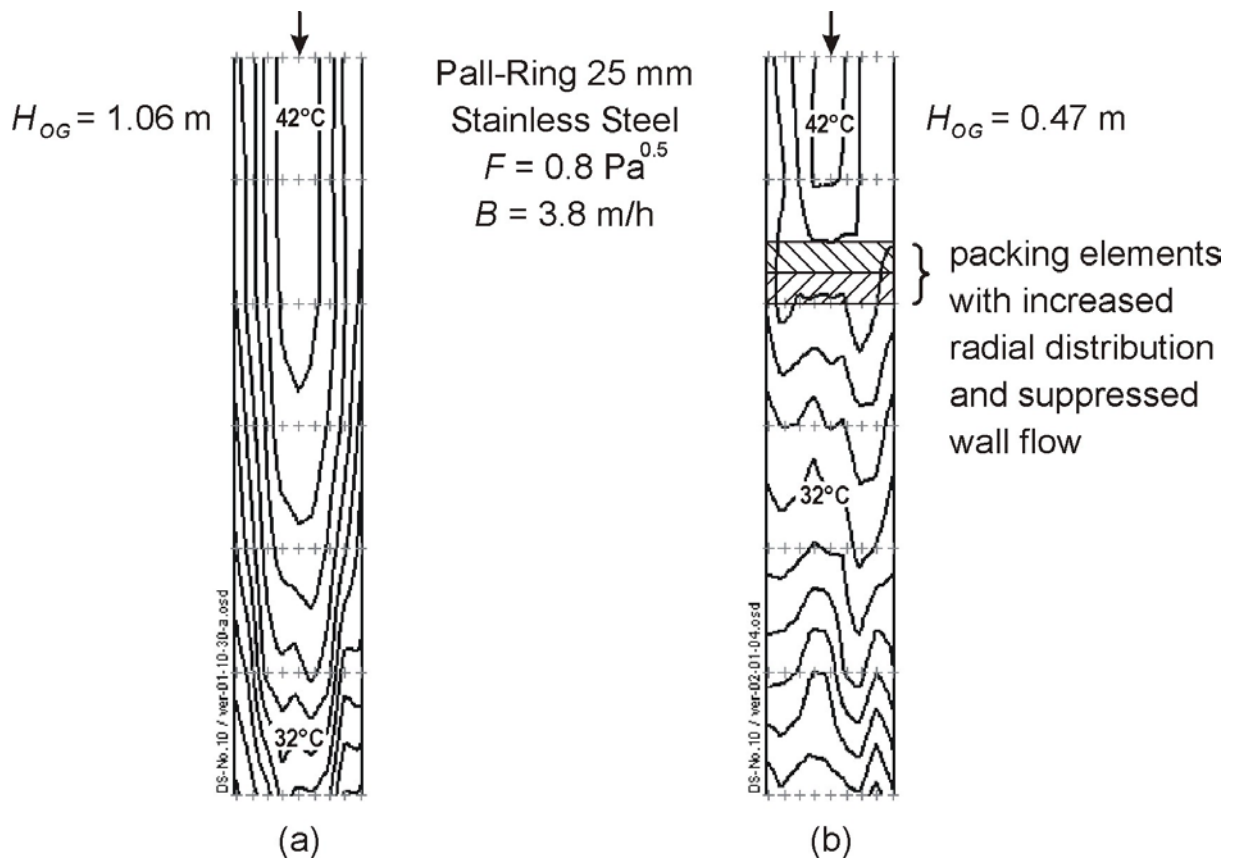 Pall-Ring 25 mm
Stainless Steel
F = 0.8 Pa^0.5
B = 3.8 m/h
H_OG = 1.06 m
42°C
32°C
DS-No.10 / ver-01-10-30-a.osd
(a)
H_OG = 0.47 m
42°C
packing elements
with increased
radial distribution
and suppressed
wall flow
32°C
DS-No.10 / ver-02-01-04.osd
(b)